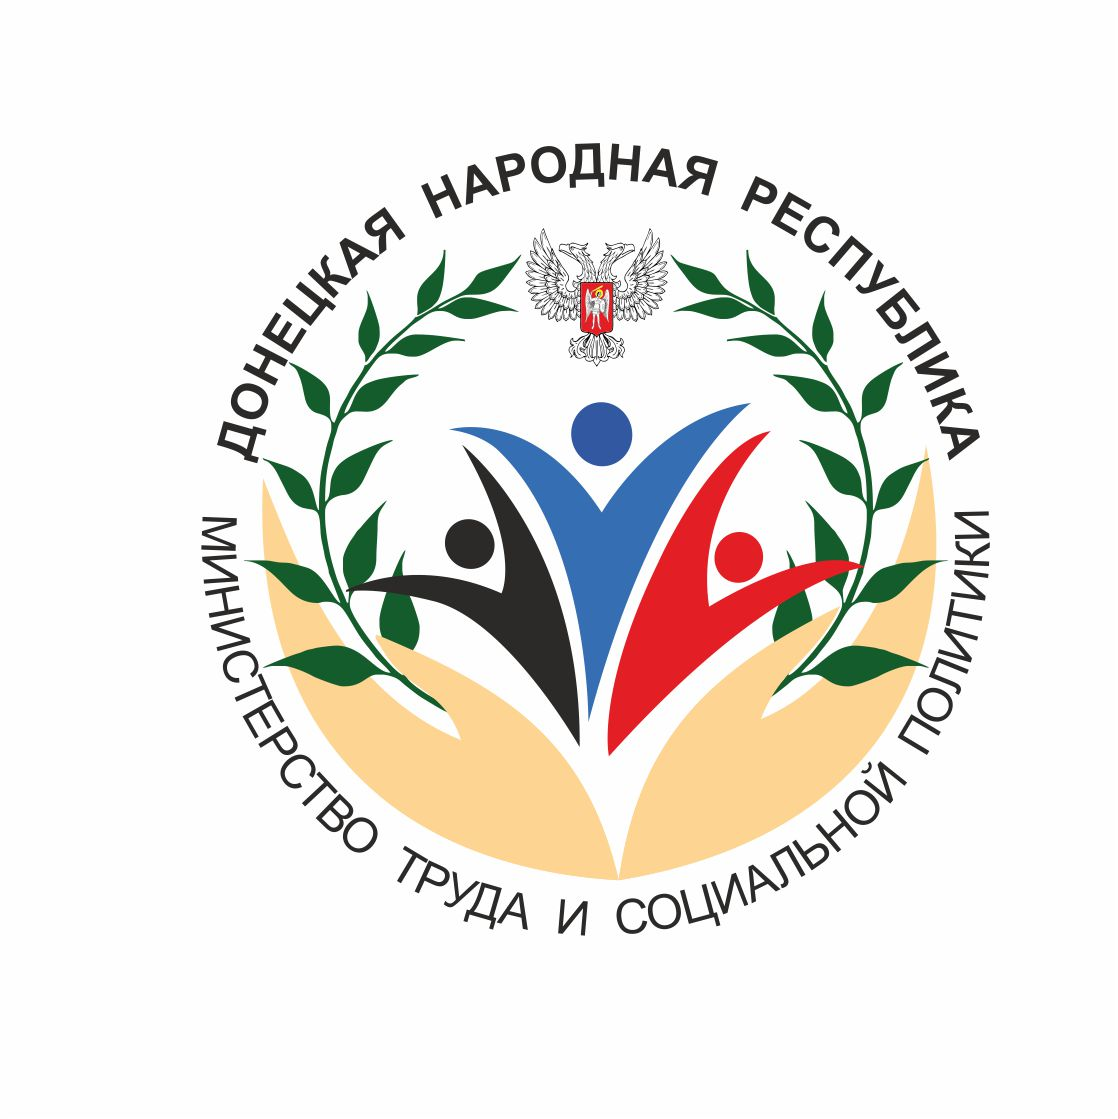 ДОНЕЦКАЯ НАРОДНАЯ РЕСПУБЛИКА
МИНИСТЕРСТВО ТРУДА И СОЦИАЛЬНОЙ ПОЛИТИКИ